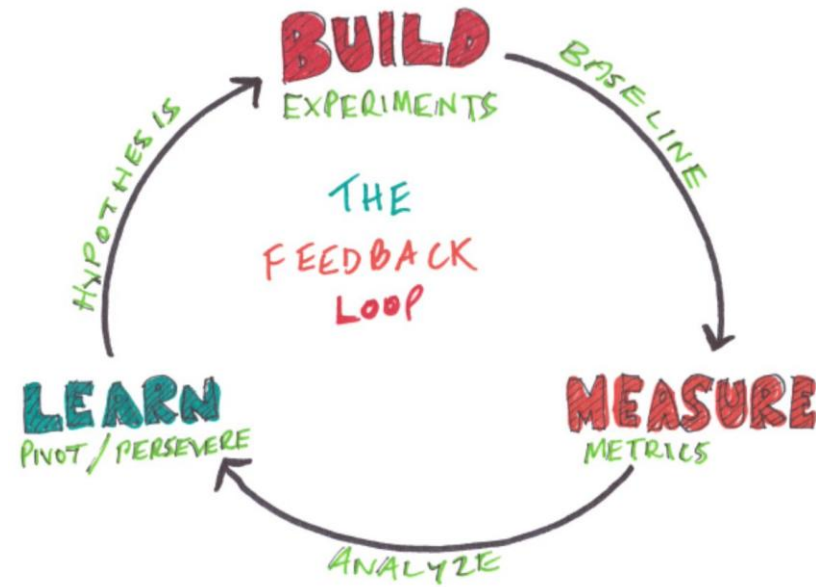 BUILD
EXPERIMENTS
BASELINE
HYPOTHESIS
THE
FEEDBACK
LOOP
LEARN
PIVOT/PERSEVERE
MEASURE
METRICS
ANALYZE